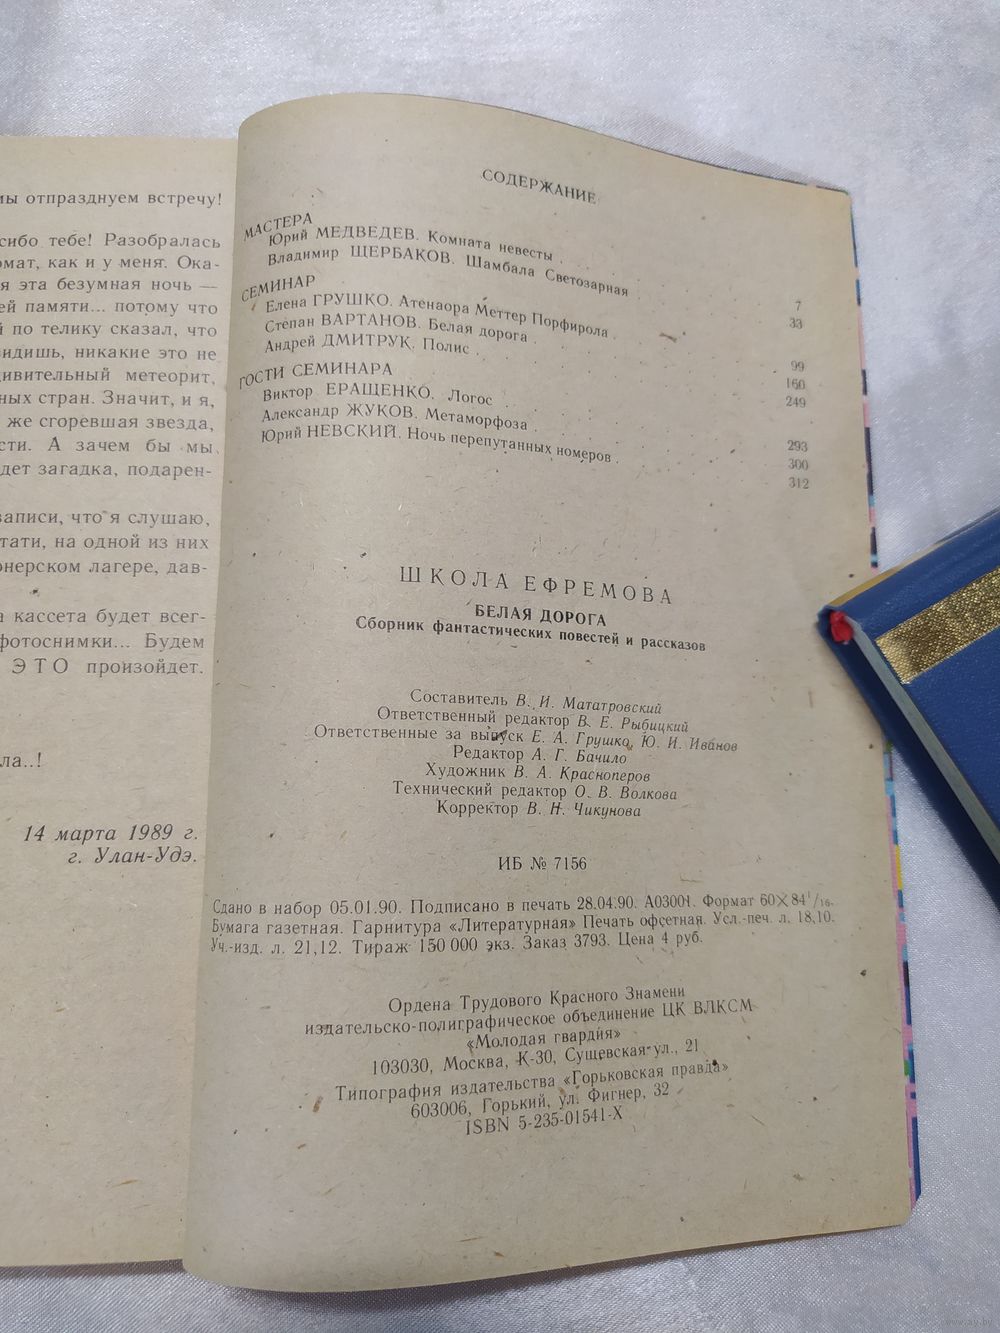 мы отпразднуем встречу!
сибо тебе! Разобралась
омат, как и у меня. Ока-
я эта безумная ночь —
ей памяти... потому что
й по телику сказал, что
видишь, никакие это не
дивительный метеорит,
ных стран. Значит, и я,
же сгоревшая звезда,
сти. А зачем бы мы
дет загадка, подарен-
записи, что я слушаю,
тати, на одной из них
онерском лагере, дав-
а кассета будет всег-
фотоснимки... Будем
ЭТО произойдет.
ла..!
14 марта 1989 г.
г. Улан-Удэ.
СОДЕРЖАНИЕ
МАСТЕРА
Юрий МЕДВЕДЕВ. Комната невесты . . . . 7
Владимир ЩЕРБАКОВ. Шамбала Светозарная . . . . 33
СЕМИНАР
Елена ГРУШКО. Атенаора Меттер Порфирола . . . . 99
Степан ВАРТАНОВ. Белая дорога . . . . 160
Андрей ДМИТРУК. Полис . . . . 249
ГОСТИ СЕМИНАРА
Виктор ЕРАЩЕНКО. Логос . . . . 293
Александр ЖУКОВ. Метаморфоза . . . . 300
Юрий НЕВСКИЙ. Ночь перепутанных номеров . . . . 312
ШКОЛА ЕФРЕМОВА
БЕЛАЯ ДОРОГА
Сборник фантастических повестей и рассказов
Составитель В. И. Мататровский
Ответственный редактор В. Е. Рыбицкий
Ответственные за выпуск Е. А. Грушко, Ю. И. Иванов
Редактор А. Г. Бачило
Художник В. А. Красноперов
Технический редактор О. В. Волкова
Корректор В. Н. Чикунова
ИБ № 7156
Сдано в набор 05.01.90. Подписано в печать 28.04.90. А03001. Формат 60×84¹/₁₆.
Бумага газетная. Гарнитура «Литературная» Печать офсетная. Усл.-печ. л. 18,10.
Уч.-изд. л. 21,12. Тираж 150 000 экз. Заказ 3793. Цена 4 руб.
Ордена Трудового Красного Знамени
издательско-полиграфическое объединение ЦК ВЛКСМ
«Молодая гвардия»
103030, Москва, К-30, Сущевская ул., 21
Типография издательства «Горьковская правда»
603006, Горький, ул. Фигнер, 32
ISBN 5-235-01541-X
www.ay.by